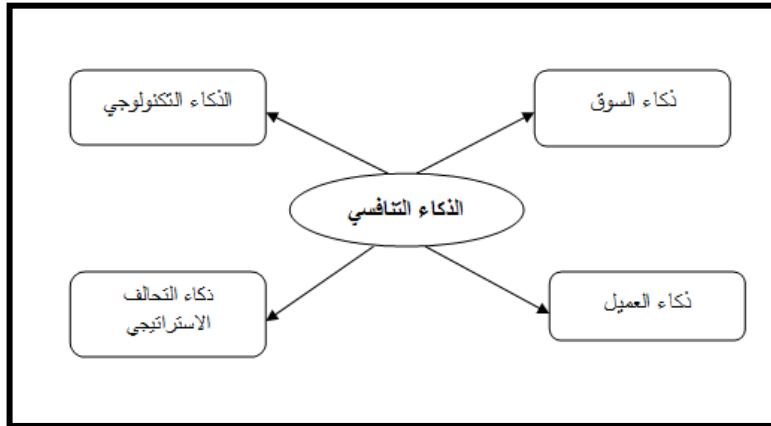 ذكاء السوق
الذكاء التكنولوجي
الذكاء التنافسي
ذكاء العميل
ذكاء التحالف
الاستراتيجي